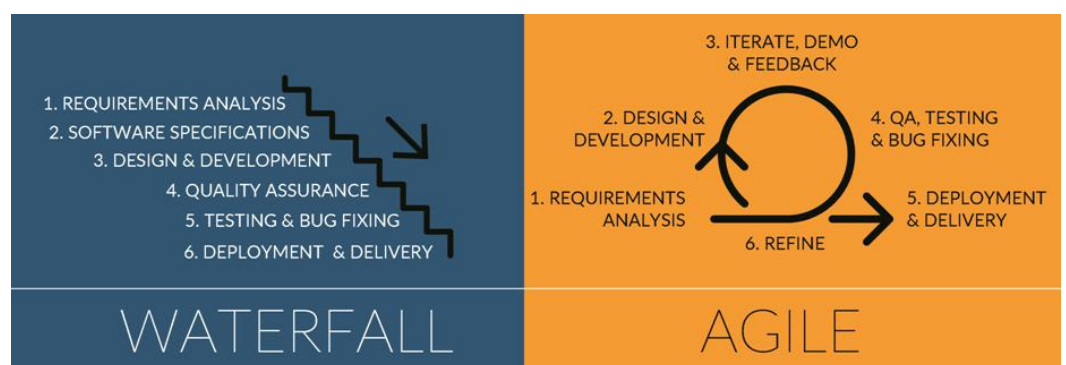 1. REQUIREMENTS ANALYSIS
2. SOFTWARE SPECIFICATIONS
3. DESIGN & DEVELOPMENT
4. QUALITY ASSURANCE
5. TESTING & BUG FIXING
6. DEPLOYMENT & DELIVERY
WATERFALL
1. REQUIREMENTS
ANALYSIS
2. DESIGN &
DEVELOPMENT
3. ITERATE, DEMO
& FEEDBACK
4. QA, TESTING
& BUG FIXING
5. DEPLOYMENT
& DELIVERY
6. REFINE
AGILE